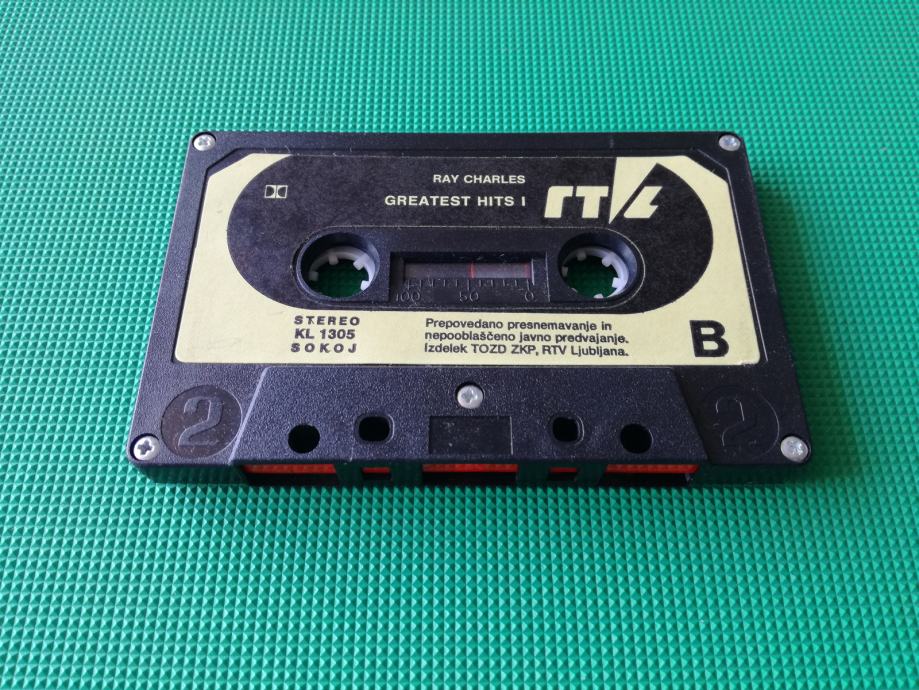 RAY CHARLES
GREATEST HITS I
rtvL
100 50 0
STEREO
KL 1305
SOKOJ
Prepovedano presnemavanje in
nepooblaščeno javno predvajanje.
Izdelek TOZD ZKP, RTV Ljubljana.
B
2 2